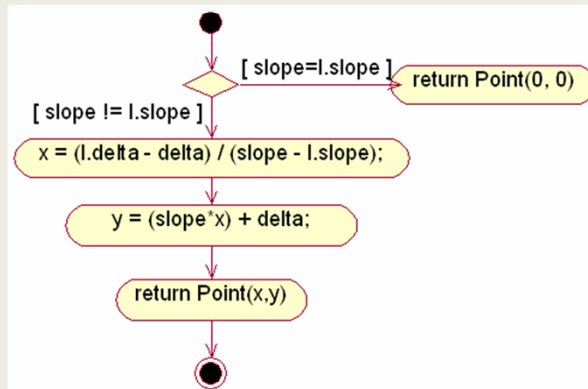 [ slope=l.slope ]
return Point(0, 0)
[ slope != l.slope ]
x = (l.delta - delta) / (slope - l.slope);
y = (slope*x) + delta;
return Point(x,y)